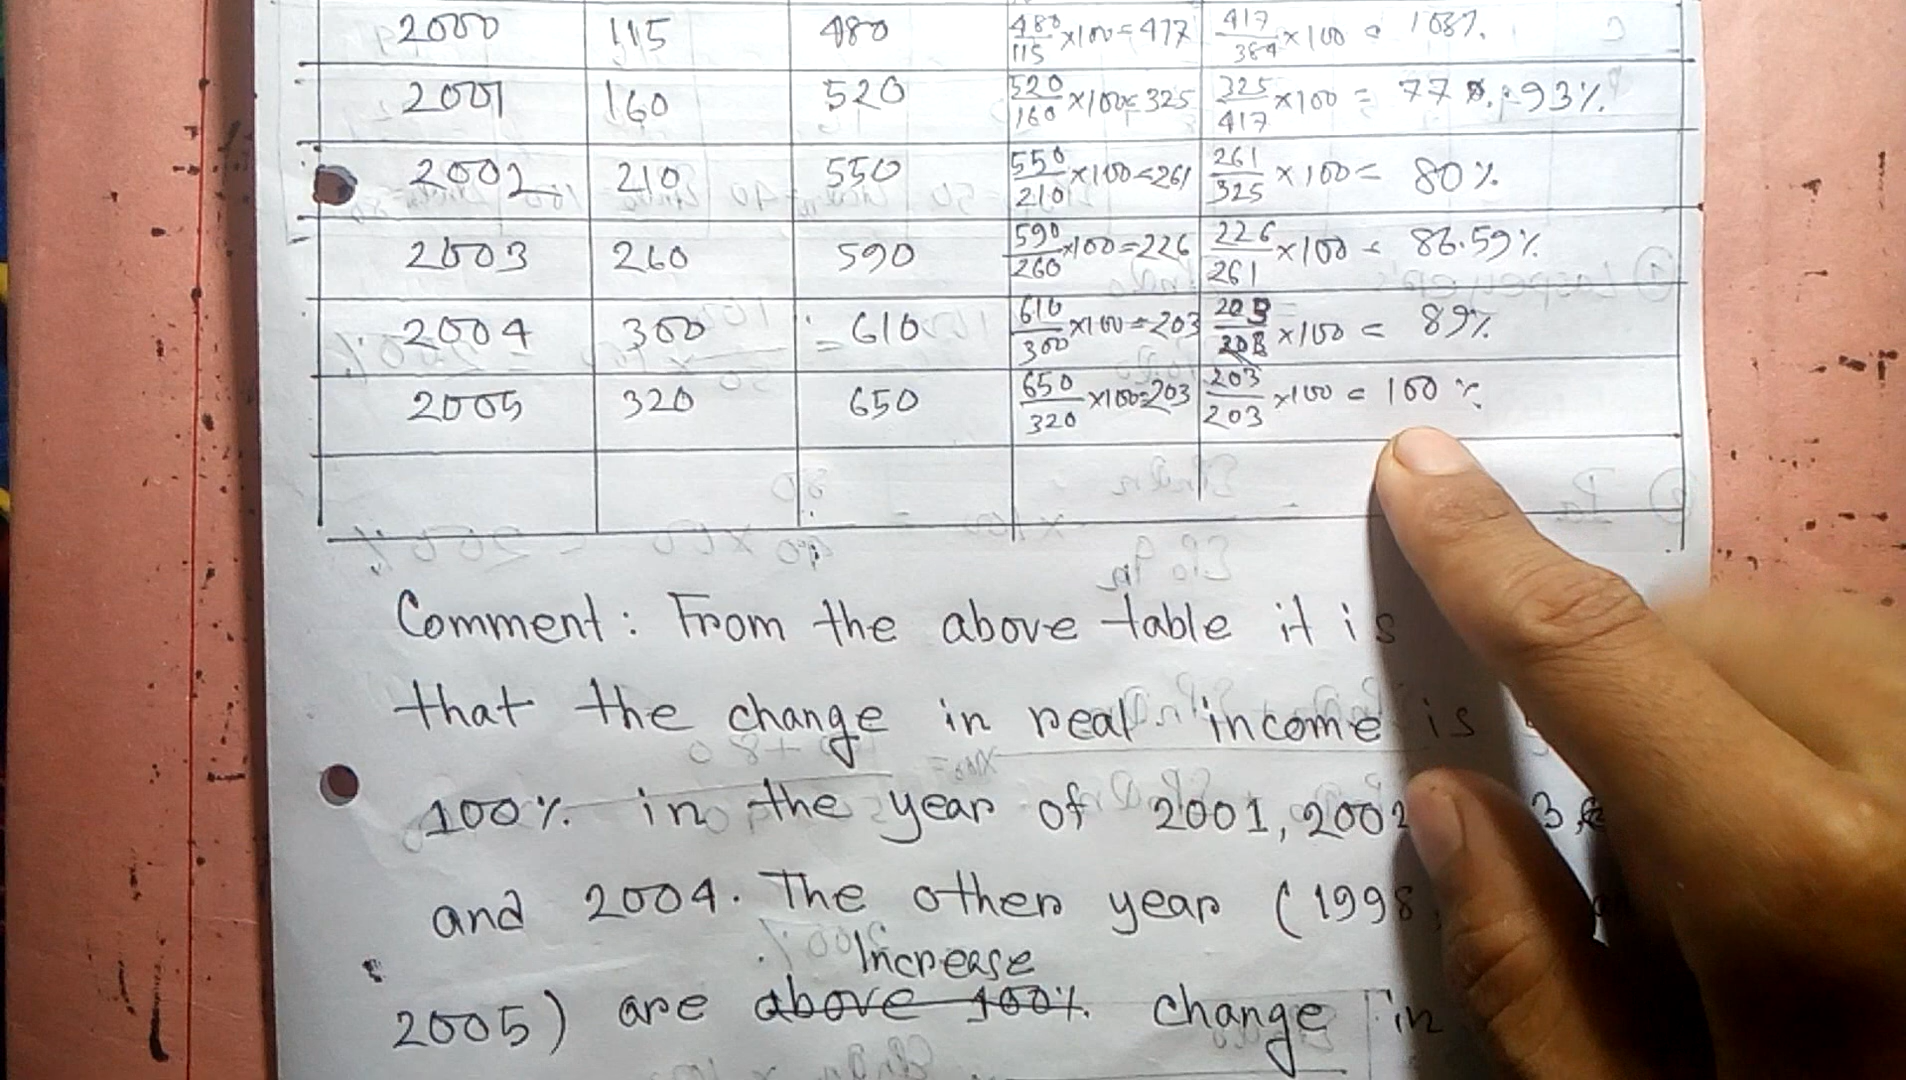 2000 115 480 480/115 ×100=417 417/384 ×100 = 108%
2001 160 520 520/160 ×100=325 325/417 ×100 = 77.93%
2002 210 550 550/210 ×100=261 261/325 ×100= 80%
2003 260 590 590/260 ×100=226 226/261 ×100 = 86.59%
2004 300 610 610/300 ×100=203 ×100 = 89%
2005 320 650 650/320 ×100=203 203/203 ×100 = 100%
Comment: From the above table it is
that the change in real income is
100% in the year of 2001, 2002 3,
and 2004. The other year (1998,
Increase
2005) are above 100% change in